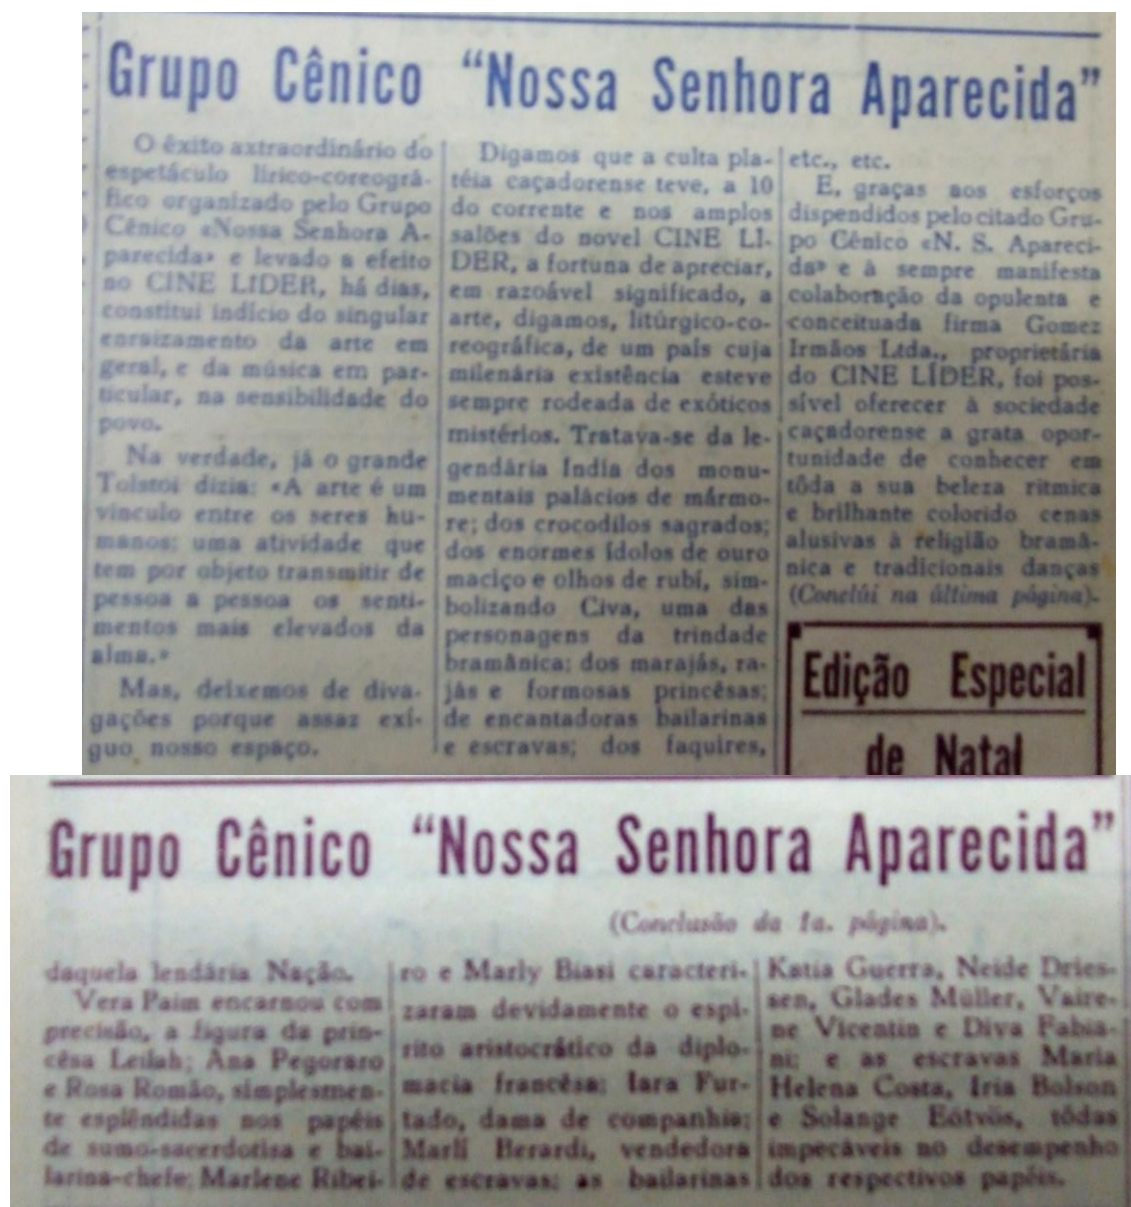 Grupo Cênico "Nossa Senhora Aparecida"
O êxito axtraordinário do
espetáculo lírico-coreográ-
fico organizado pelo Grupo
Cênico «Nossa Senhora A-
parecida» e levado a efeito
no CINE LIDER, há dias,
constitui indício do singular
enraizamento da arte em
geral, e da música em par-
ticular, na sensibilidade do
povo.
Na verdade, já o grande
Tolstoi dizia: «A arte é um
vinculo entre os seres hu-
manos; uma atividade que
tem por objeto transmitir de
pessoa a pessoa os senti-
mentos mais elevados da
alma.»
Mas, deixemos de diva-
gações porque assaz exí-
guo nosso espaço.
Digamos que a culta pla-
téia caçadorense teve, a 10
do corrente e nos amplos
salões do novel CINE LI-
DER, a fortuna de apreciar,
em razoável significado, a
arte, digamos, litúrgico-co-
reográfica, de um país cuja
milenária existência esteve
sempre rodeada de exóticos
mistérios. Tratava-se da le-
gendária Índia dos monu-
mentais palácios de mármo-
re; dos crocodilos sagrados;
dos enormes ídolos de ouro
maciço e olhos de rubí, sim-
bolizando Civa, uma das
personagens da trindade
bramânica; dos marajás, ra-
jás e formosas princêsas;
de encantadoras bailarinas
e escravas; dos faquires,
etc., etc.
E, graças aos esforços
dispendidos pelo citado Gru-
po Cênico «N. S. Apareci-
da» e à sempre manifesta
colaboração da opulenta e
conceituada firma Gomez
Irmãos Ltda., proprietária
do CINE LÍDER, foi pos-
sível oferecer à sociedade
caçadorense a grata opor-
tunidade de conhecer em
tôda a sua beleza ritmica
e brilhante colorido cenas
alusivas à religião bramâ-
nica e tradicionais danças
(Conclúi na última página).
Edição Especial
de Natal
Grupo Cênico "Nossa Senhora Aparecida"
(Conclusão da 1a. página).
daquela lendária Nação.
Vera Paim encarnou com
precisão, a figura da prin-
cêsa Leilah; Ana Pegoraro
e Rosa Romão, simplesmen-
te esplêndidas nos papéis
de sumo-sacerdotisa e bai-
larina-chefe; Marlene Ribei-
ro e Marly Biasi caracteri-
zaram devidamente o espí-
rito aristocrático da diplo-
macia francêsa; Iara Fur-
tado, dama de companhia;
Marlí Berardi, vendedora
de escravas; as bailarinas
Katia Guerra, Neide Dries-
sen, Glades Müller, Vaire-
ne Vicentin e Diva Fabia-
ni; e as escravas Maria
Helena Costa, Iria Bolson
e Solange Eötvös, tôdas
impecáveis no desempenho
dos respectivos papéis.